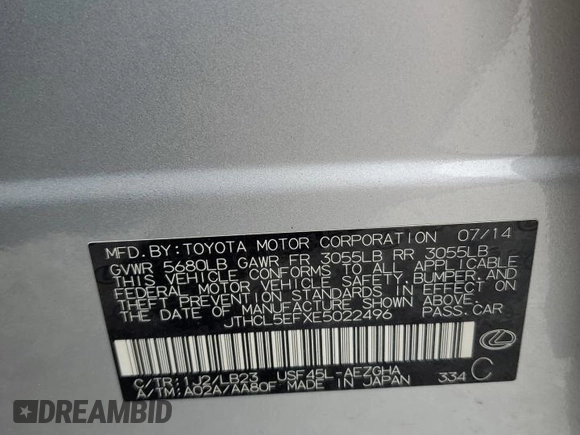 MFD.BY:TOYOTA MOTOR CORPORATION 07/14
GVWR 5680LB GAWR FR 3055LB RR 3055LB
THIS VEHICLE CONFORMS TO ALL APPLICABLE
FEDERAL MOTOR VEHICLE SAFETY,BUMPER,AND
THEFT PREVENTION STANDARDS IN EFFECT ON
THE DATE OF MANUFACTURE SHOWN ABOVE.
JTHCL5EFXE5022496 PASS.CAR
C/TR:1J2/LB23 USF45L-AEZGHA
A/TM:A02A/AA80F MADE IN JAPAN 334 C
DREAMBID